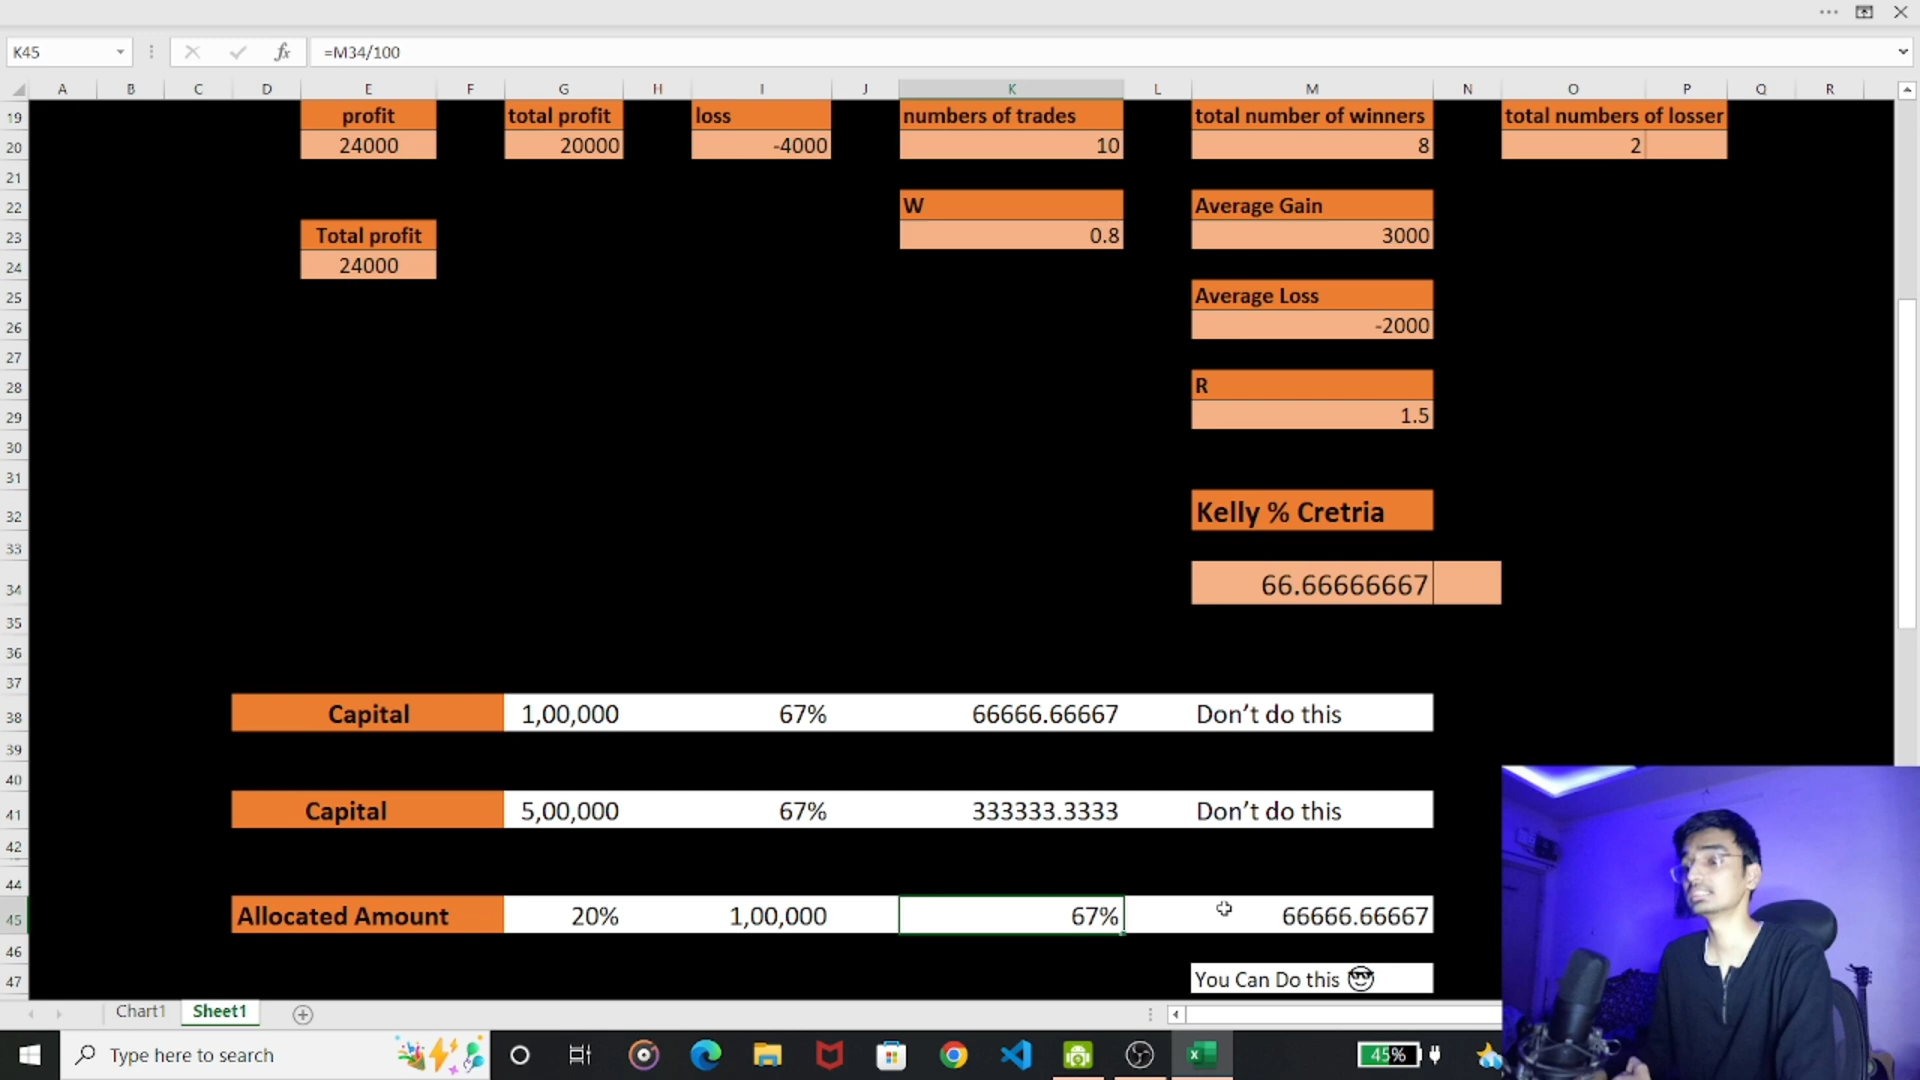 K45 fx =M34/100
A B C D E F G H I J K L M N O P Q R
19 profit total profit loss numbers of trades total number of winners total numbers of losser
20 24000 20000 -4000 10 8 2
21
22 W Average Gain
23 Total profit 0.8 3000
24 24000
25 Average Loss
26 -2000
27
28 R
29 1.5
30
31
32 Kelly % Cretria
33
34 66.66666667
35
36
37
38 Capital 1,00,000 67% 66666.66667 Don’t do this
39
40
41 Capital 5,00,000 67% 333333.3333 Don’t do this
42
44
45 Allocated Amount 20% 1,00,000 67% 66666.66667
46
47 You Can Do this 😎
Chart1 Sheet1
Type here to search 45%